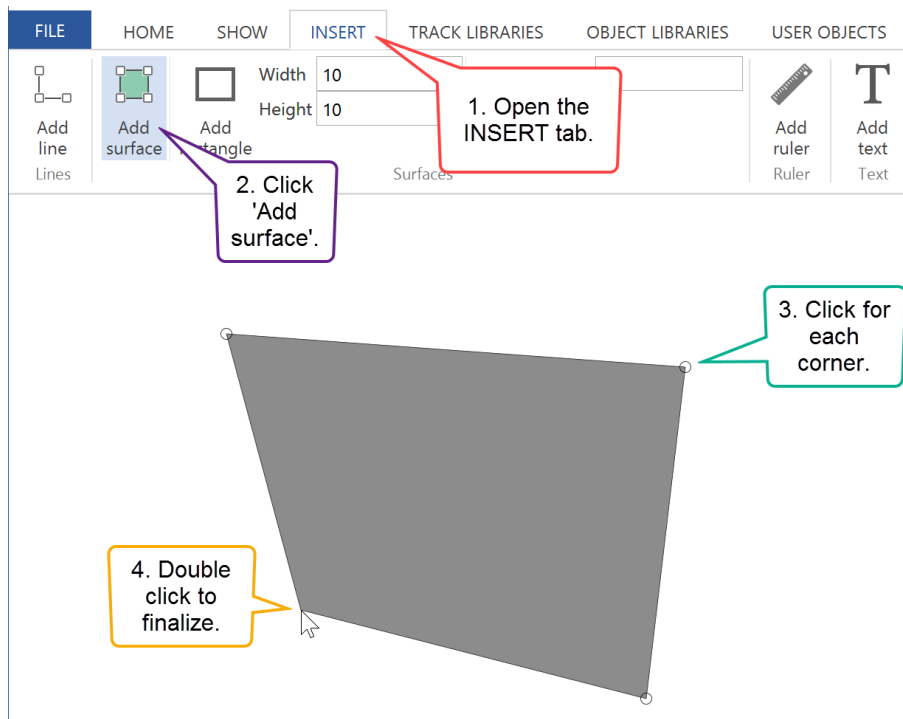 FILE HOME SHOW INSERT TRACK LIBRARIES OBJECT LIBRARIES USER OBJECTS
Width 10
Height 10
Add
line
Add
surface
Add
Lines
Surfaces
Add
ruler
Ruler
Add
text
Text
1. Open the
INSERT tab.
2. Click
'Add
surface'.
3. Click for
each
corner.
4. Double
click to
finalize.